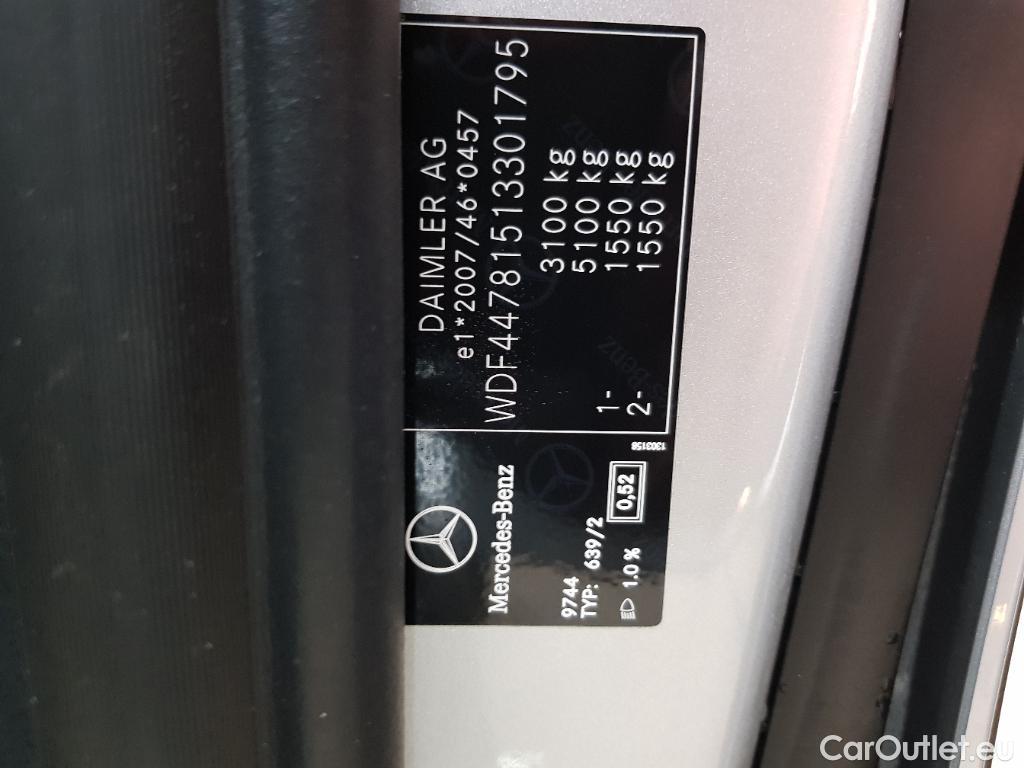 DAIMLER AG
e1*2007/46*0457
WDF44781513301795
3100 kg
5100 kg
1- 1550 kg
2- 1550 kg
Mercedes-Benz
9744
TYP: 639/2
1.0 %
0,52
1303158
CarOutlet.eu